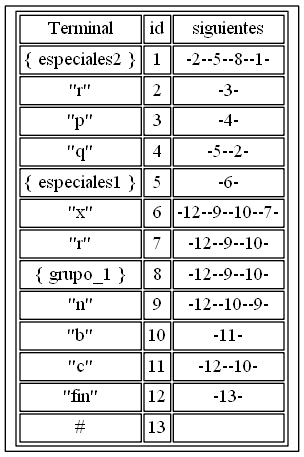 Terminal id siguientes
{ especiales2 } 1 -2--5--8--1-
"r" 2 -3-
"p" 3 -4-
"q" 4 -5--2-
{ especiales1 } 5 -6-
"x" 6 -12--9--10--7-
"r" 7 -12--9--10-
{ grupo_1 } 8 -12--9--10-
"n" 9 -12--10--9-
"b" 10 -11-
"c" 11 -12--10-
"fin" 12 -13-
# 13